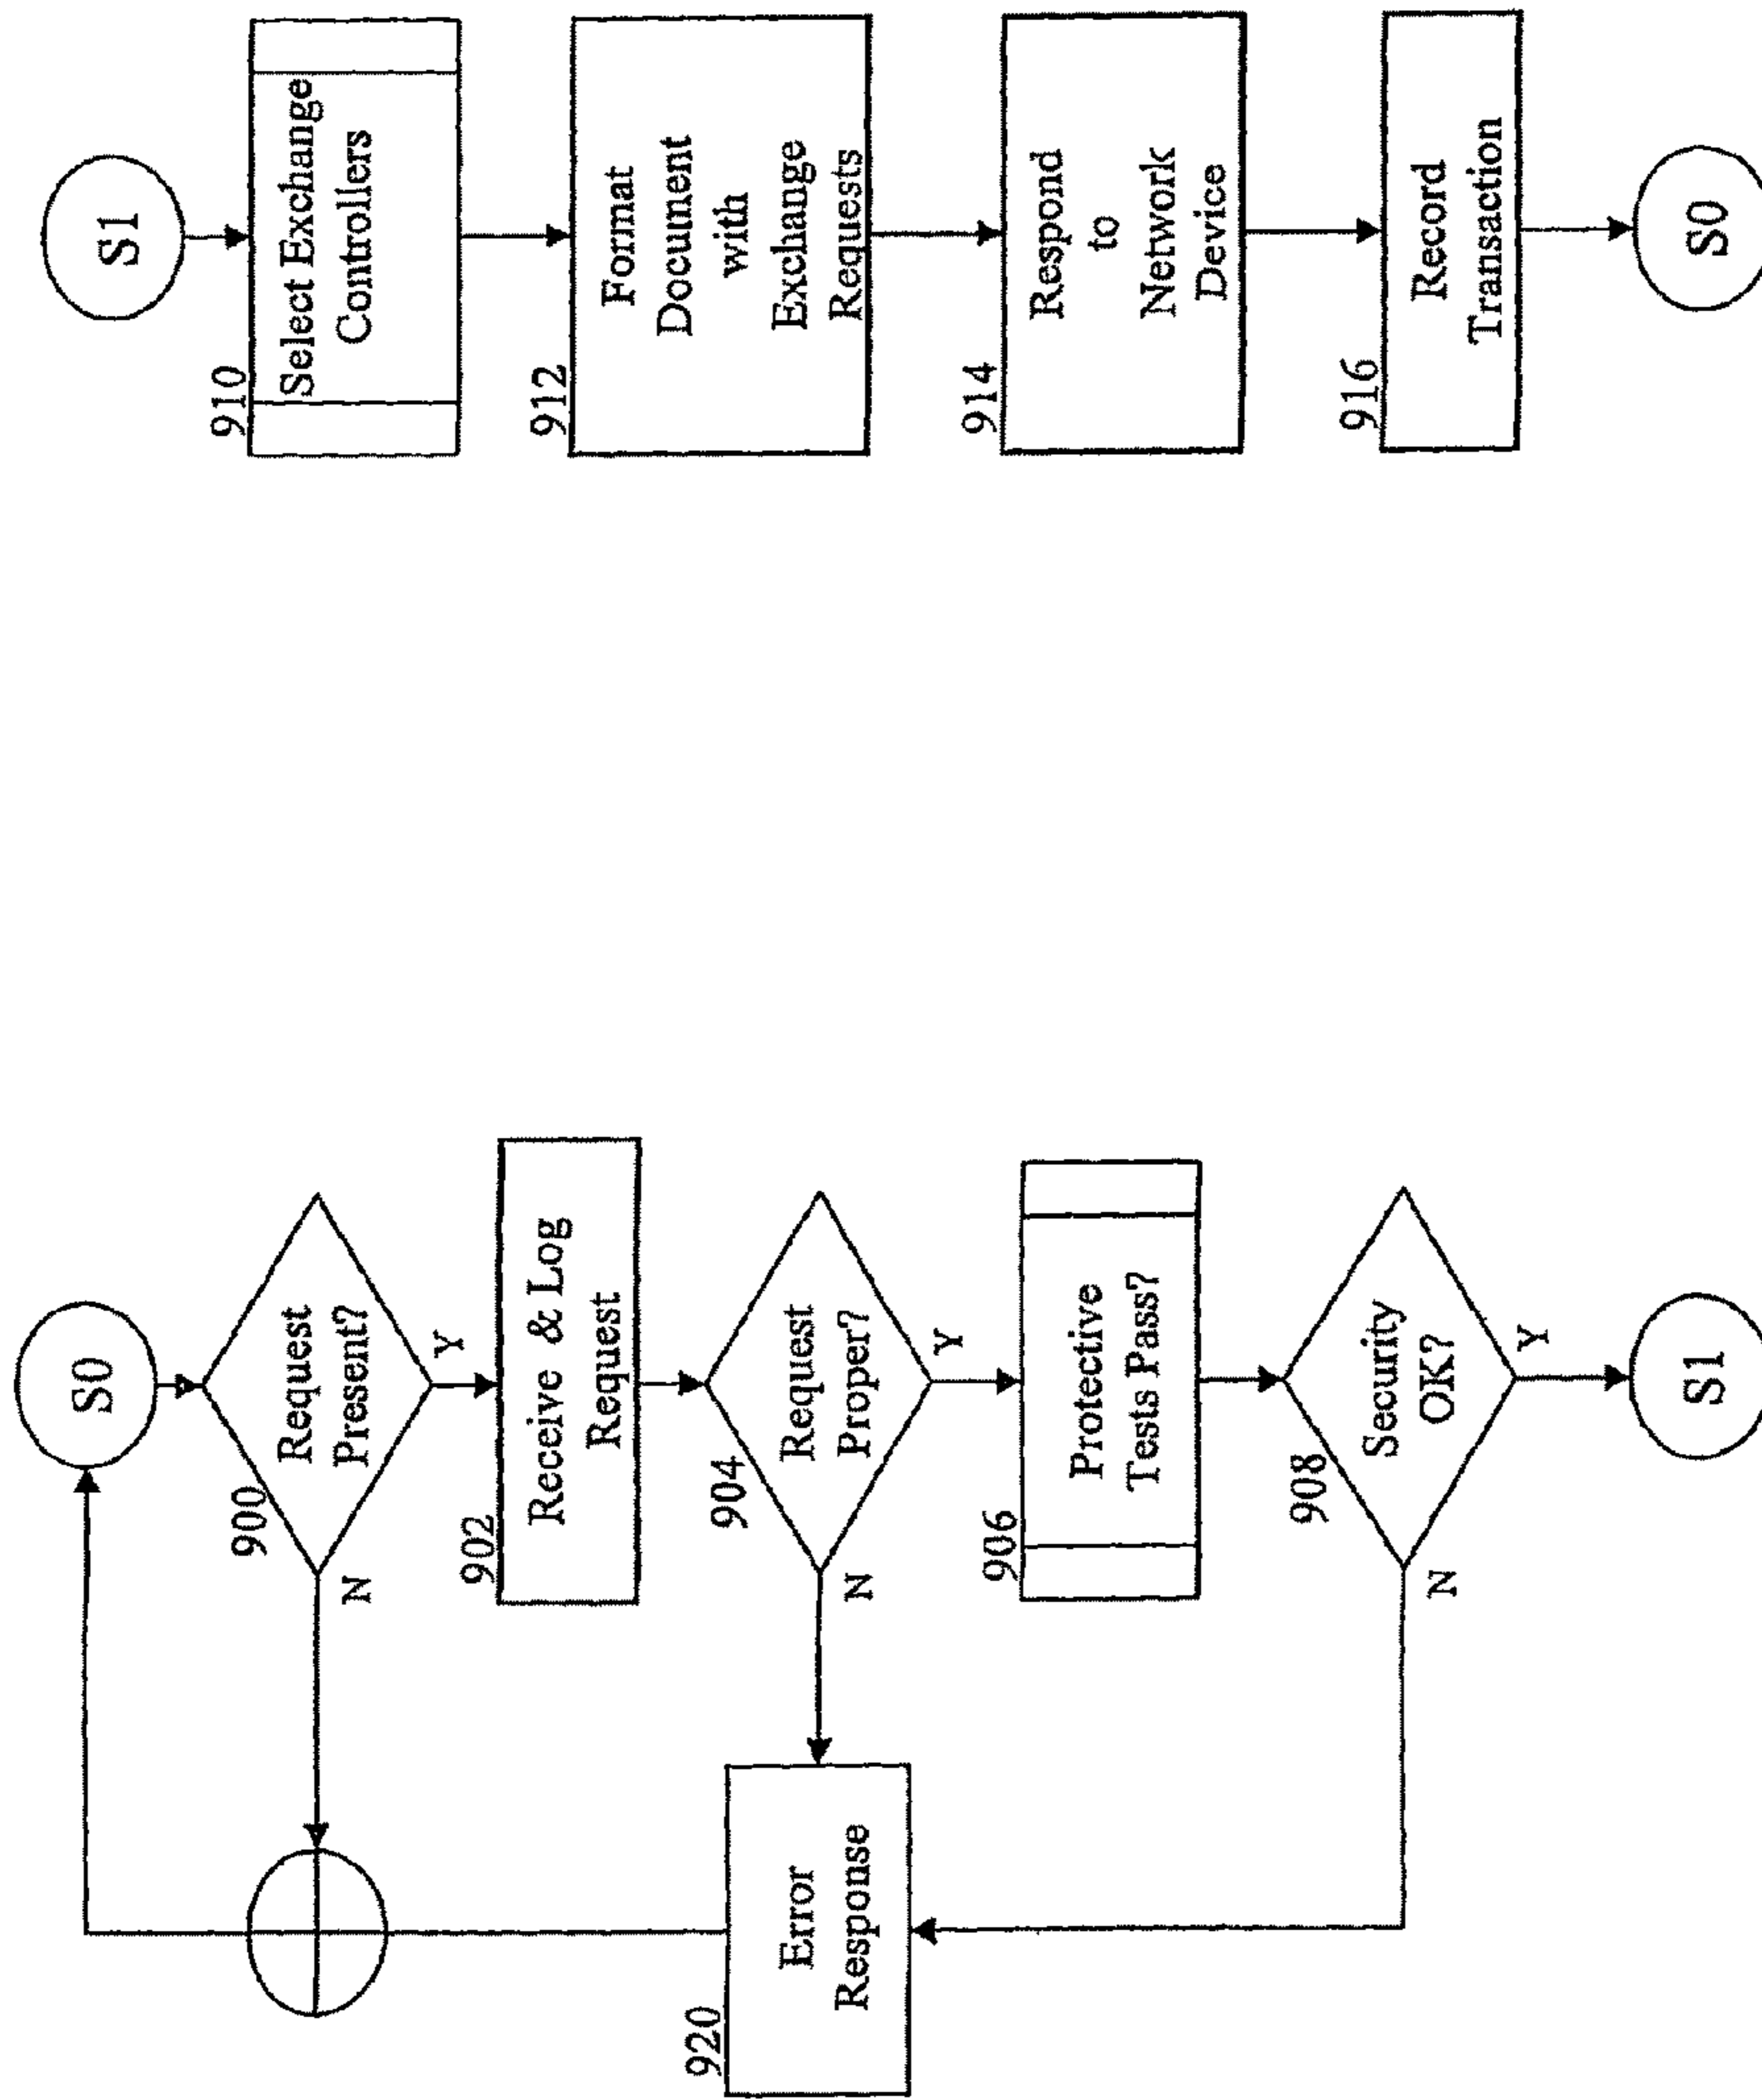 S0
900
Request
Present?
N
Y
902
Receive & Log
Request
904
Request
Proper?
N
Y
906
Protective
Tests Pass?
908
Security
OK?
N
Y
S1
920
Error
Response
S1
910
Select Exchange
Controllers
912
Format
Document
with
Exchange
Requests
914
Respond
to
Network
Device
916
Record
Transaction
S0